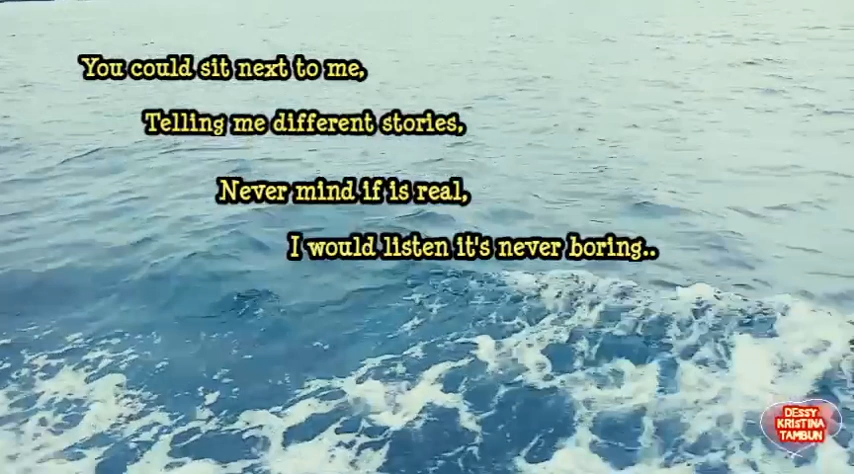 You could sit next to me,
Telling me different stories,
Never mind if is real,
I would listen it's never boring..
DESSY
KRISTINA
TAMBUN